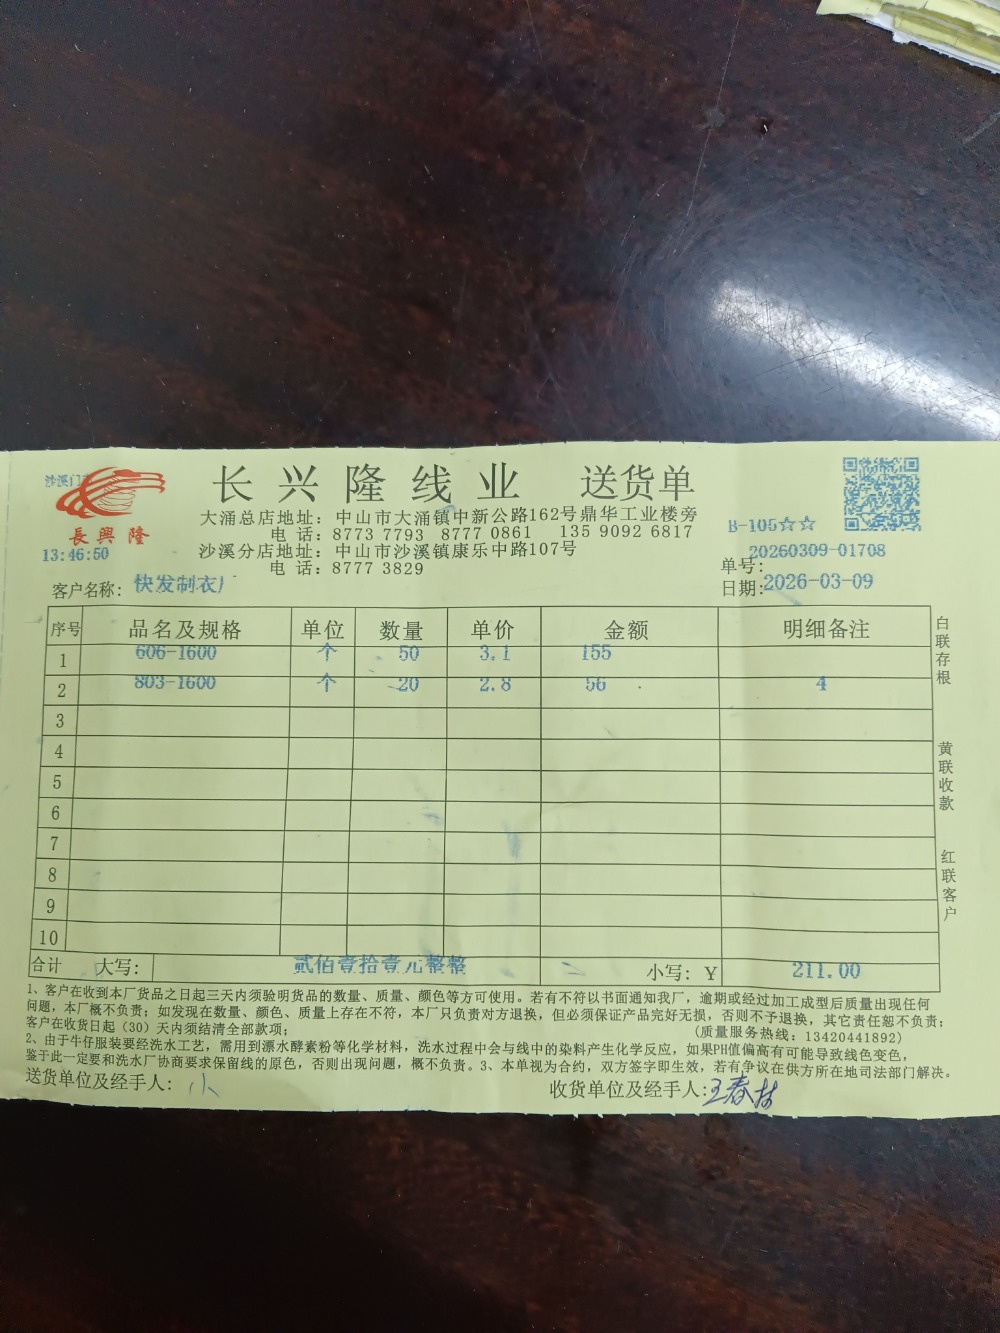 沙溪门
長興隆
13:46:50
长兴隆线业 送货单
大涌总店地址：中山市大涌镇中新公路162号鼎华工业楼旁
电 话：8773 7793 8777 0861 135 9092 6817
沙溪分店地址：中山市沙溪镇康乐中路107号
电 话：8777 3829
B-105☆☆
单号：20260309-01708
日期：2026-03-09
客户名称：快发制衣厂
序号 品名及规格 单位 数量 单价 金额 明细备注
1 606-1600 个 50 3.1 155
2 803-1600 个 20 2.8 56 4
3
4
5
6
7
8
9
10
合计 大写：贰佰壹拾壹元整整 小写：Y 211.00
白联存根
黄联收款
红联客户
1、客户在收到本厂货品之日起三天内须验明货品的数量、质量、颜色等方可使用。若有不符以书面通知我厂，逾期或经过加工成型后质量出现任何
问题，本厂概不负责；如发现在数量、颜色、质量上存在不符，本厂只负责对方退换，但必须保证产品完好无损，否则不予退换，其它责任恕不负责；
客户在收货日起（30）天内须结清全部款项； (质量服务热线：13420441892)
2、由于牛仔服装要经洗水工艺，需用到漂水酵素粉等化学材料，洗水过程中会与线中的染料产生化学反应，如果PH值偏高有可能导致线色变色，
鉴于此一定要和洗水厂协商要求保留线的原色，否则出现问题，概不负责。3、本单视为合约，双方签字即生效，若有争议在供方所在地司法部门解决。
送货单位及经手人：小 收货单位及经手人：王春林